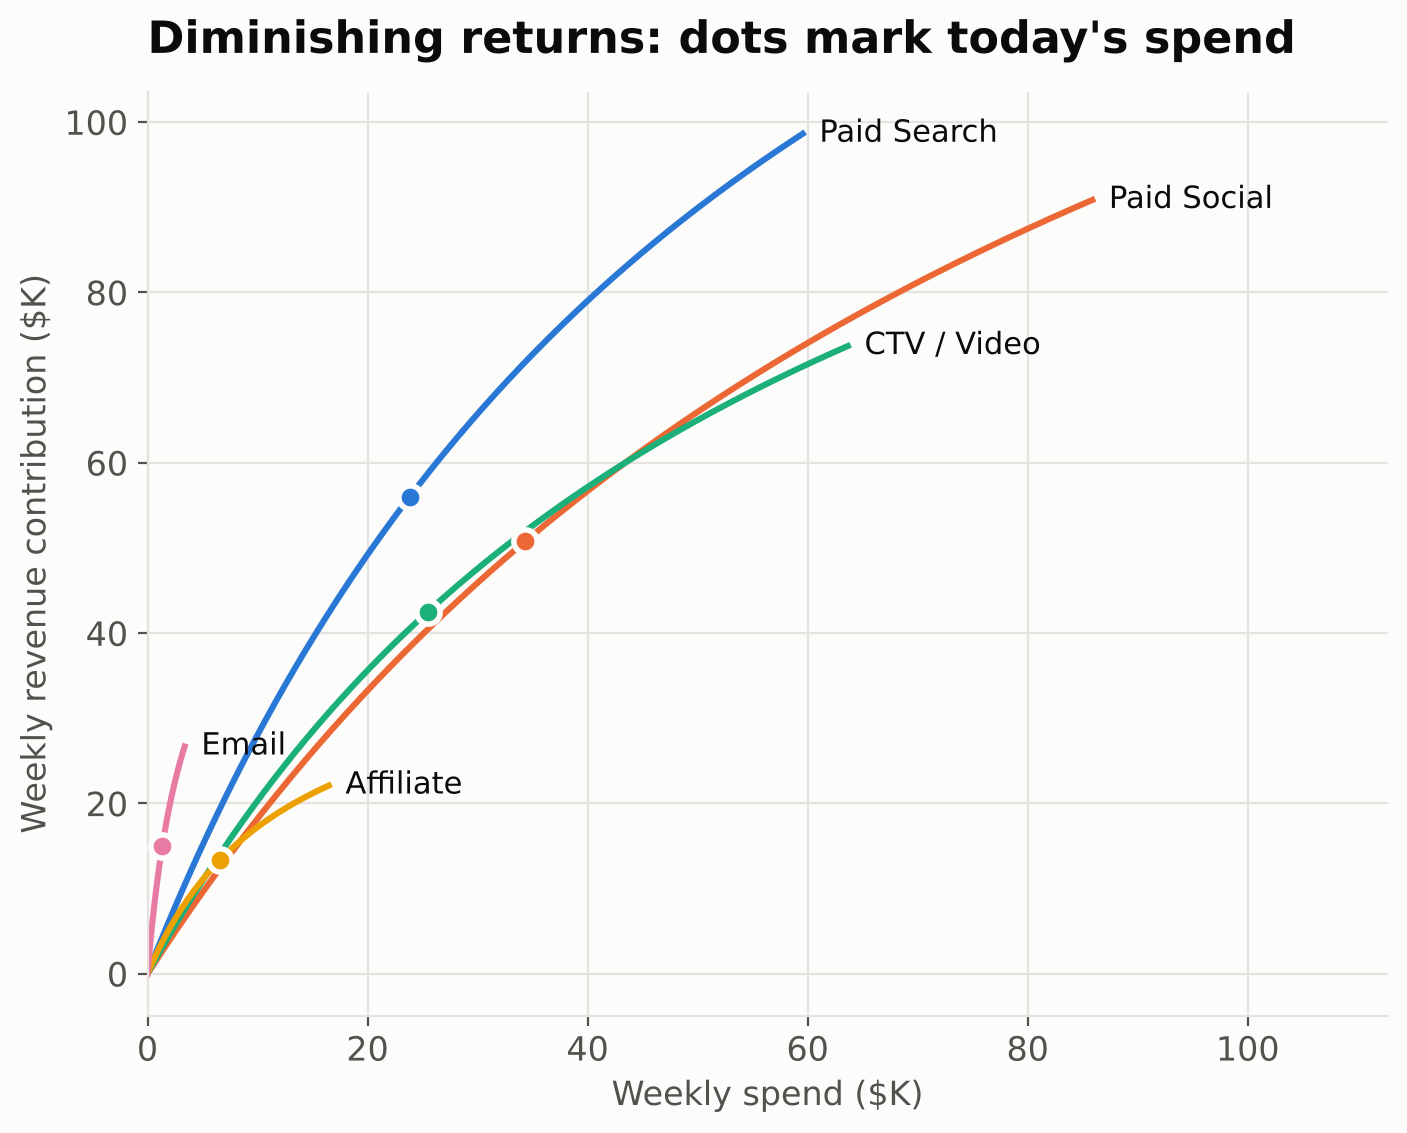 Diminishing returns: dots mark today's spend
100
80
60
40
20
0
Weekly revenue contribution ($K)
Paid Search
Paid Social
CTV / Video
Email
Affiliate
0 20 40 60 80 100
Weekly spend ($K)